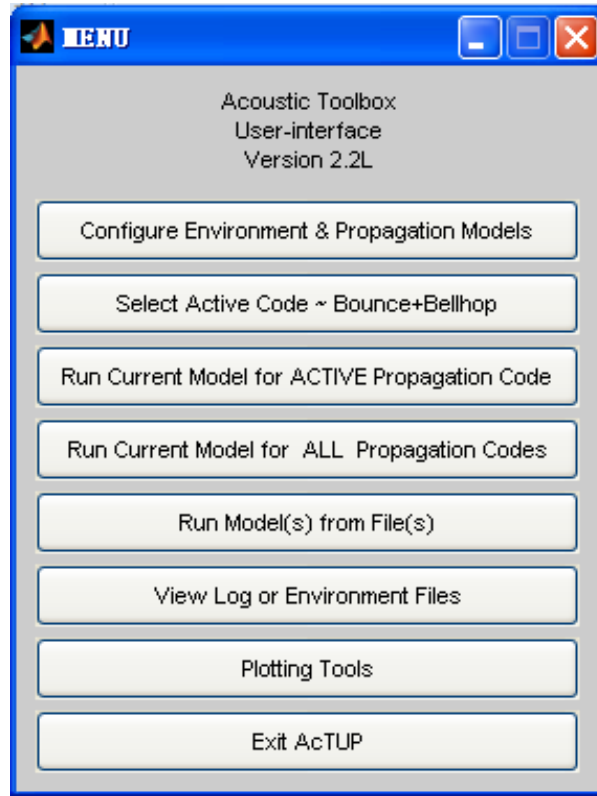 MENU
Acoustic Toolbox
User-interface
Version 2.2L
Configure Environment & Propagation Models
Select Active Code ~ Bounce+Bellhop
Run Current Model for ACTIVE Propagation Code
Run Current Model for ALL Propagation Codes
Run Model(s) from File(s)
View Log or Environment Files
Plotting Tools
Exit AcTUP